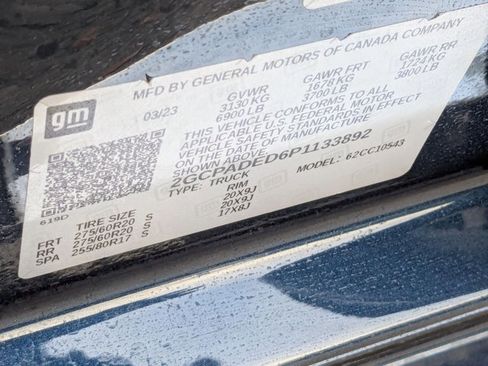 gm
MFD BY GENERAL MOTORS OF CANADA COMPANY
03/23 GVWR GAWR FRT GAWR RR
3130 KG 1678 KG 1724 KG
6900 LB 3700 LB 3800 LB
THIS VEHICLE CONFORMS TO ALL
APPLICABLE U.S. FEDERAL MOTOR
VEHICLE SAFETY STANDARDS IN EFFECT
ON THE DATE OF MANUFACTURE
SHOWN ABOVE.
2GCPADED6P1133892
TYPE: TRUCK MODEL: 62CC10543
619D
TIRE SIZE RIM
FRT 275/60R20 S 20X9J
RR 275/60R20 S 20X9J
SPA 255/80R17 S 17X8J